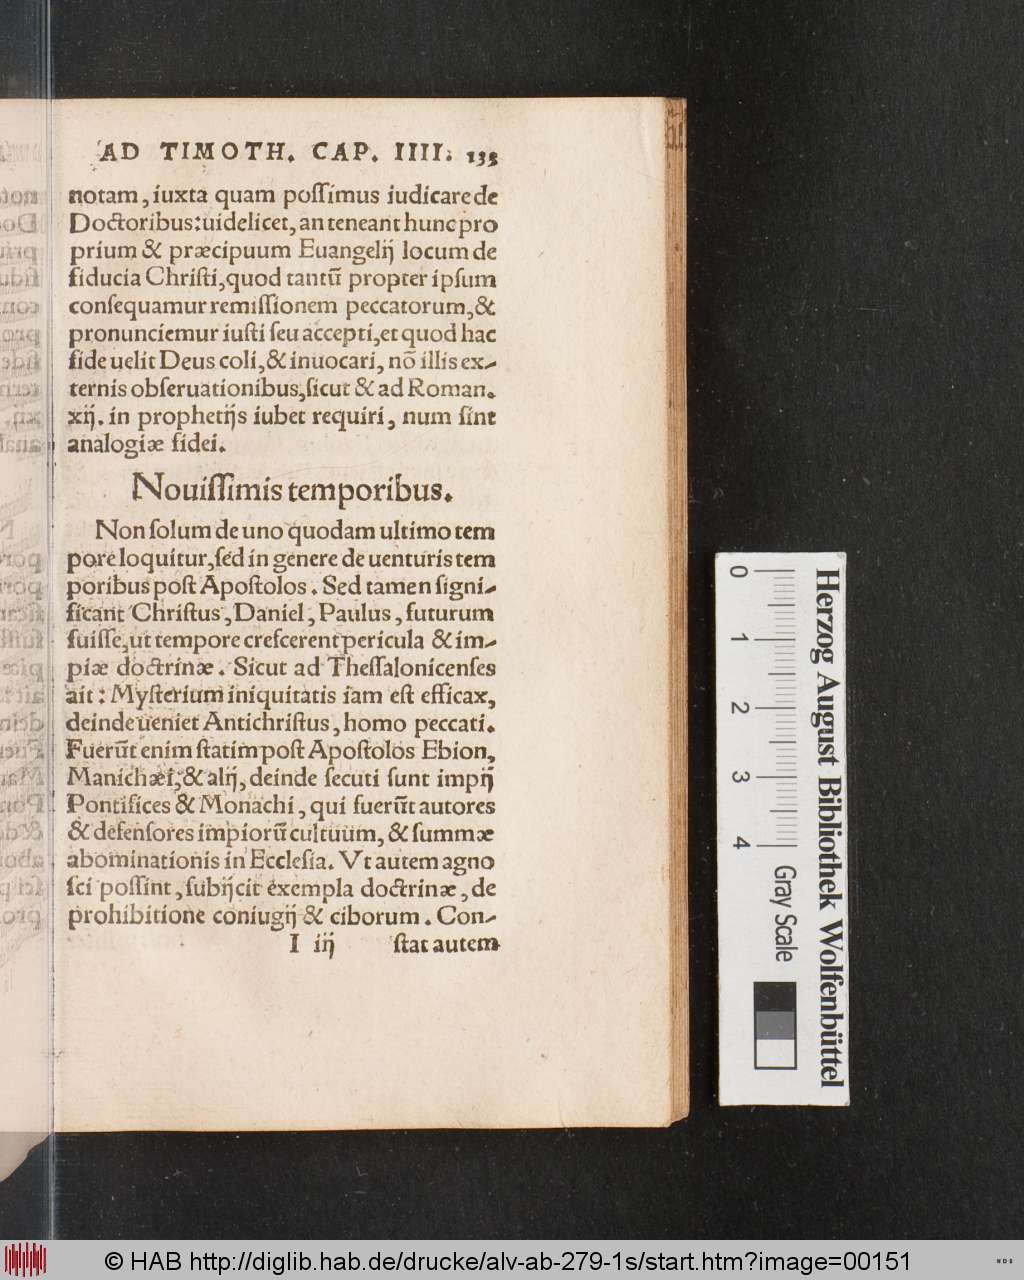 AD TIMOTH. CAP. IIII. 135
notam, iuxta quam poſſimus iudicare de
Doctoribus: uidelicet, an teneant hunc pro
prium & præcipuum Euangelij locum de
fiducia Chriſti, quod tantũ propter ipſum
conſequamur remiſſionem peccatorum, &
pronunciemur iuſti ſeu accepti, et quod hac
fide uelit Deus coli, & inuocari, nõ illis ex-
ternis obſeruationibus, ſicut & ad Roman.
xij. in prophetijs iubet requiri, num ſint
analogiæ fidei.
Nouiſſimis temporibus.
Non ſolum de uno quodam ultimo tem
pore loquitur, ſed in genere de uenturis tem
poribus poſt Apoſtolos. Sed tamen ſigni-
ficant Chriſtus, Daniel, Paulus, futurum
fuiſſe, ut tempore creſcerent pericula & im-
piæ doctrinæ. Sicut ad Theſſalonicenſes
ait: Myſterium iniquitatis iam eſt efficax,
deinde ueniet Antichriſtus, homo peccati.
Fuerũt enim ſtatim poſt Apoſtolos Ebion,
Manichæi, & alij, deinde ſecuti ſunt impij
Pontifices & Monachi, qui fuerũt autores
& defenſores impiorũ cultuum, & ſummæ
abominationis in Eccleſia. Vt autem agno
ſci poſſint, ſubijcit exempla doctrinæ, de
prohibitione coniugij & ciborum. Con-
I iij ſtat autem
Herzog August Bibliothek Wolfenbüttel
0 1 2 3 4
Gray Scale
© HAB http://diglib.hab.de/drucke/alv-ab-279-1s/start.htm?image=00151